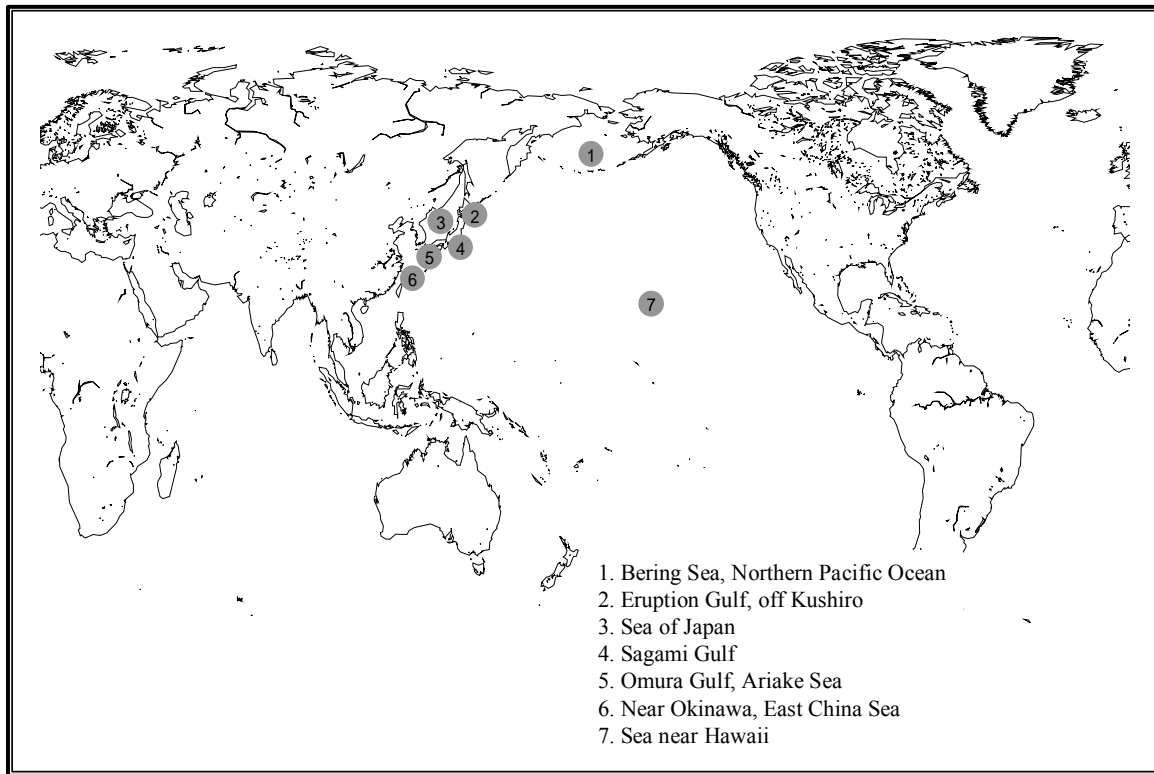 1
2
3
4
5
6
7
1. Bering Sea, Northern Pacific Ocean
2. Eruption Gulf, off Kushiro
3. Sea of Japan
4. Sagami Gulf
5. Omura Gulf, Ariake Sea
6. Near Okinawa, East China Sea
7. Sea near Hawaii